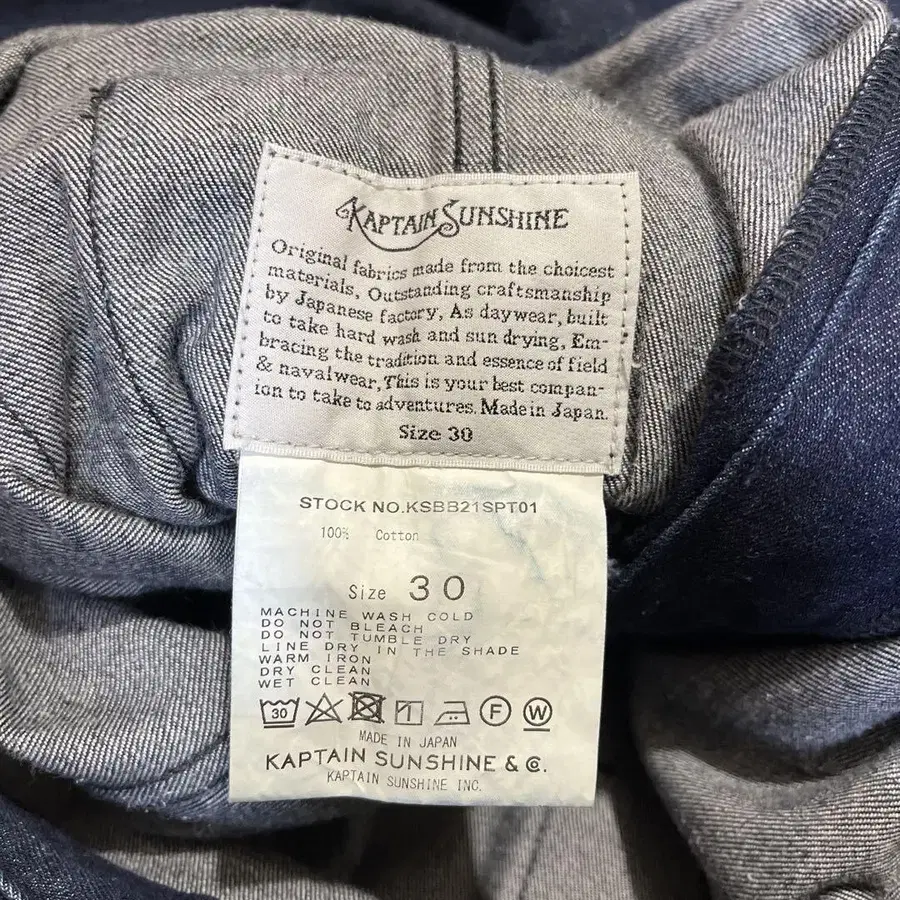 KAPTAIN SUNSHINE
Original fabrics made from the choicest
materials, Outstanding craftsmanship
by Japanese factory, As daywear, built
to take hard wash and sun drying, Em-
bracing the tradition and essence of field
& navalwear, This is your best compan-
ion to take to adventures. Made in Japan.
Size 30
STOCK NO.KSBB21SPT01
100% Cotton
Size 30
MACHINE WASH COLD
DO NOT BLEACH
DO NOT TUMBLE DRY
LINE DRY IN THE SHADE
WARM IRON
DRY CLEAN
WET CLEAN
30 F W
MADE IN JAPAN
KAPTAIN SUNSHINE & Co.
KAPTAIN SUNSHINE INC.